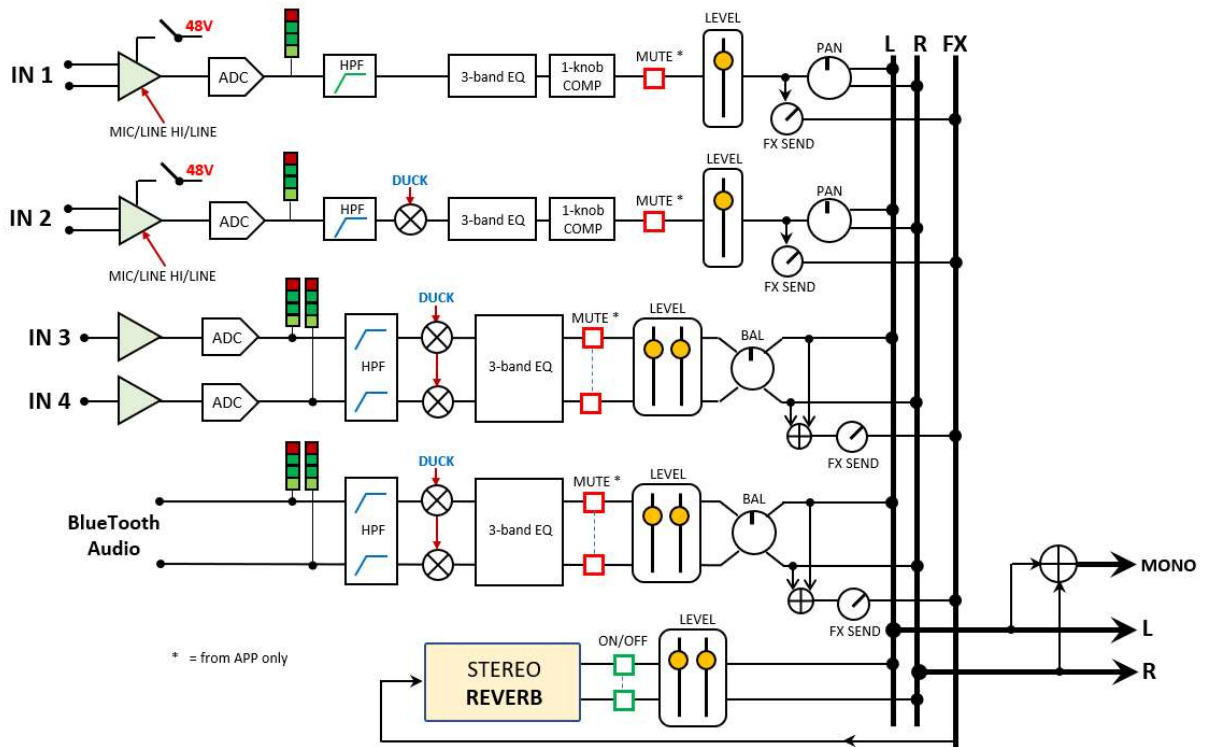 48V
IN 1
ADC
HPF
3-band EQ
1-knob
COMP
MUTE *
LEVEL
PAN
L R FX
MIC/LINE HI/LINE
FX SEND
48V
IN 2
ADC
HPF
DUCK
3-band EQ
1-knob
COMP
MUTE *
LEVEL
PAN
MIC/LINE HI/LINE
FX SEND
IN 3
ADC
IN 4
ADC
HPF
DUCK
3-band EQ
MUTE *
LEVEL
BAL
FX SEND
BlueTooth
Audio
HPF
DUCK
3-band EQ
MUTE *
LEVEL
BAL
FX SEND
MONO
L
R
* = from APP only
STEREO
REVERB
ON/OFF
LEVEL